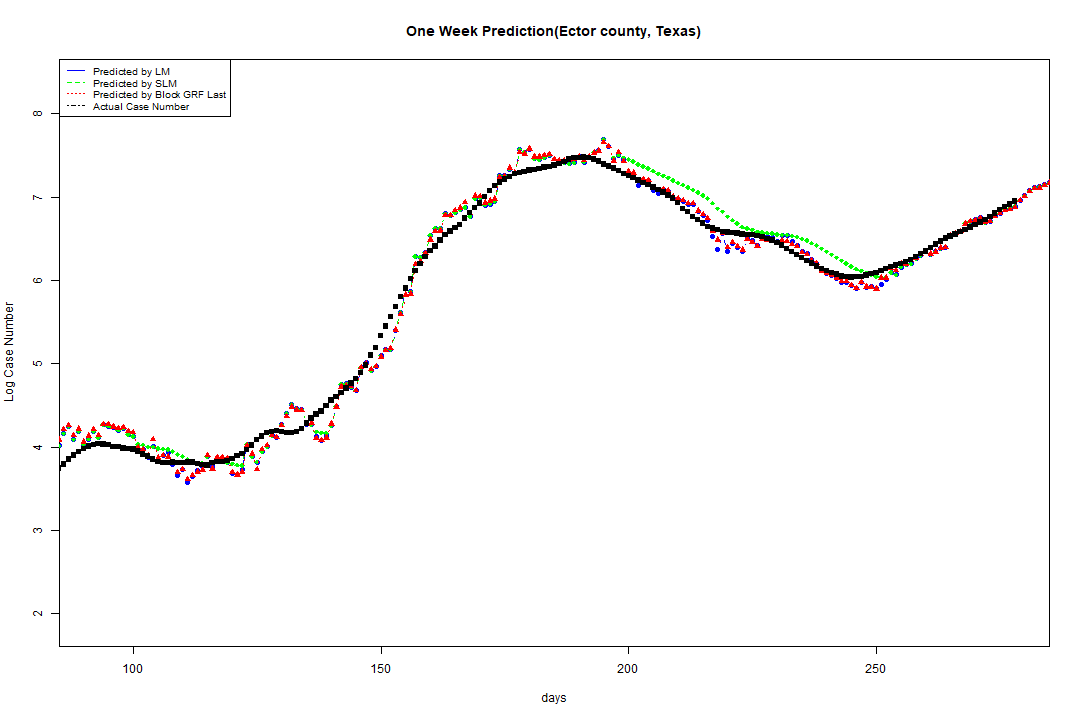 One Week Prediction(Ector county, Texas)
Predicted by LM
Predicted by SLM
Predicted by Block GRF Last
Actual Case Number
8
7
6
5
4
3
2
Log Case Number
100 150 200 250
days